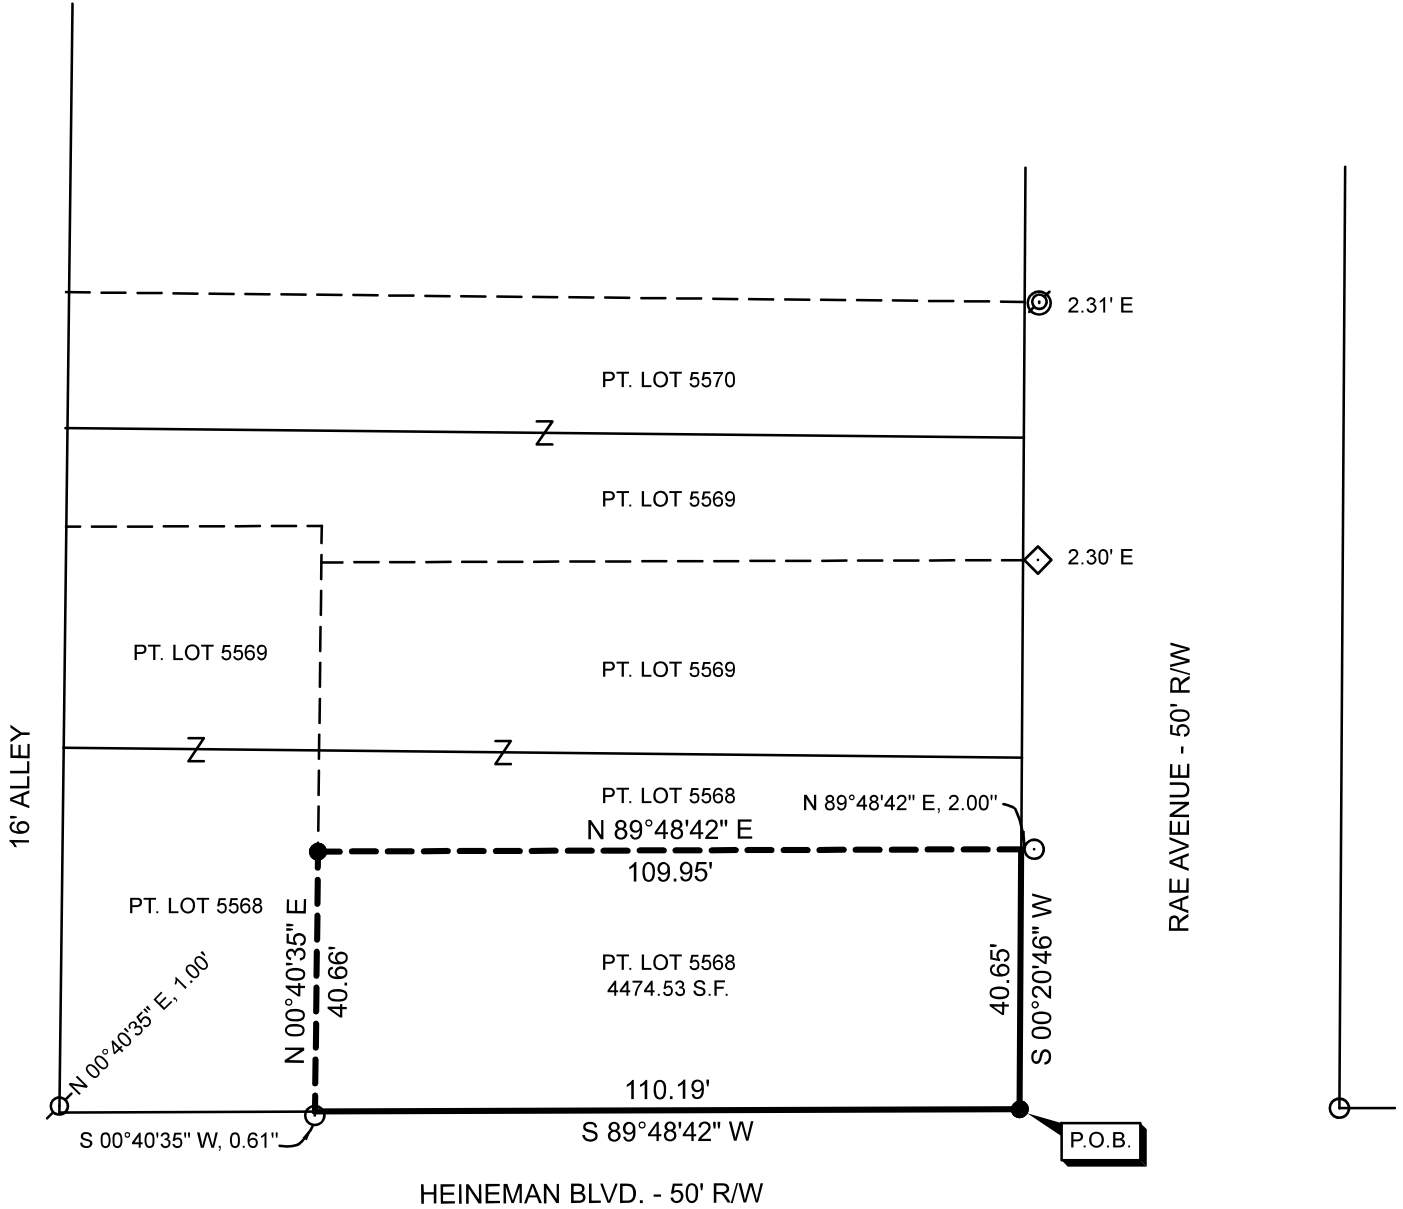 2.31' E
PT. LOT 5570
Z
PT. LOT 5569
2.30' E
PT. LOT 5569
PT. LOT 5569
RAE AVENUE - 50' R/W
16' ALLEY
Z
Z
PT. LOT 5568
N 89°48'42" E, 2.00"
N 89°48'42" E
109.95'
PT. LOT 5568
N 00°40'35" E
40.66'
PT. LOT 5568
4474.53 S.F.
40.65'
S 00°20'46" W
N 00°40'35" E, 1.00'
110.19'
S 89°48'42" W
S 00°40'35" W, 0.61"
P.O.B.
HEINEMAN BLVD. - 50' R/W